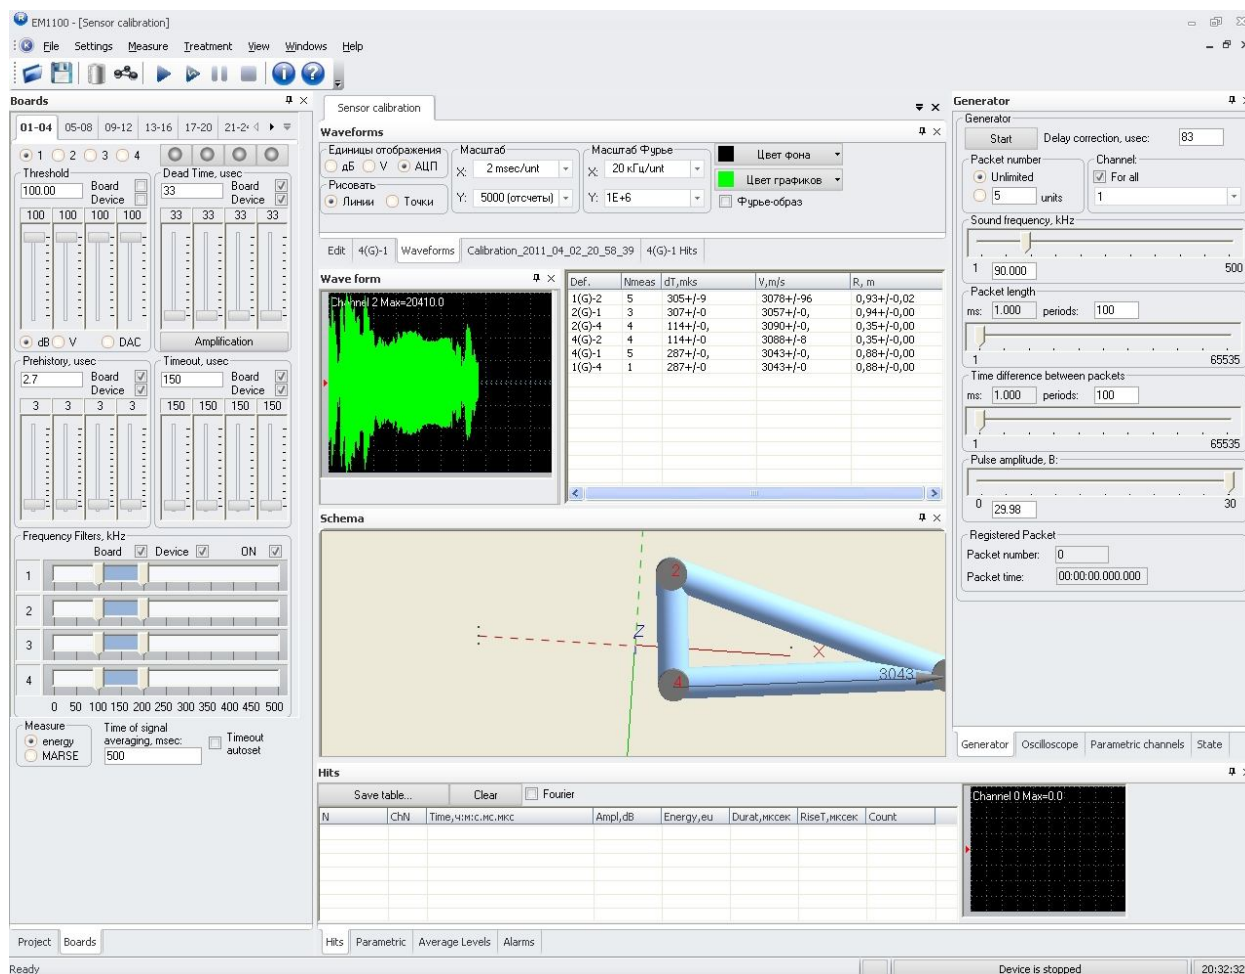 EM1100 - [Sensor calibration]
File Settings Measure Treatment View Windows Help
Boards
01-04 05-08 09-12 13-16 17-20 21-24
1 2 3 4
Threshold
100.00 Board
Device
100 100 100 100
dB V DAC
Dead Time, usec
33 Board
Device
33 33 33 33
Amplification
Prehistory, usec
2.7 Board
Device
3 3 3 3
Timeout, usec
150 Board
Device
150 150 150 150
Frequency Filters, kHz
Board Device ON
1
2
3
4
0 50 100 150 200 250 300 350 400 450 500
Measure
energy
MARSE
Time of signal
averaging, msec:
500
Timeout
autoset
Project Boards
Sensor calibration
Waveforms
Единицы отображения
дБ V АЦП
Рисовать
Линии Точки
Масштаб
X: 2 msec/unt
Y: 5000 (отсчеты)
Масштаб Фурье
X: 20 кГц/unt
Y: 1E+6
Цвет фона
Цвет графиков
Фурье-образ
Edit 4(G)-1 Waveforms Calibration_2011_04_02_20_58_39 4(G)-1 Hits
Wave form
Channel 2 Max=20410.0
Def. Nmeas dT,mks V,m/s R, m
1(G)-2 5 305+/-9 3078+/-96 0,93+/-0,02
2(G)-1 3 307+/-0 3057+/-0, 0,94+/-0,00
2(G)-4 4 114+/-0, 3090+/-0, 0,35+/-0,00
4(G)-2 4 114+/-0 3088+/-8 0,35+/-0,00
4(G)-1 5 287+/-0, 3043+/-0, 0,88+/-0,00
1(G)-4 1 287+/-0 3043+/-0 0,88+/-0,00
Schema
2
Z
X
4
3043
Generator
Generator
Start Delay correction, usec: 83
Packet number
Unlimited
5 units
Channel:
For all
1
Sound frequency, kHz
1 90.000 500
Packet length
ms: 1.000 periods: 100
1 65535
Time difference between packets
ms: 1.000 periods: 100
1 65535
Pulse amplitude, B:
0 29.98 30
Registered Packet
Packet number: 0
Packet time: 00:00:00.000.000
Generator Oscilloscope Parametric channels State
Hits
Save table... Clear Fourier
N ChN Time,ч:м:с.мс.мкс Ampl,dB Energy,eu Durat,мксек RiseT,мксек Count
Channel 0 Max=0.0
Hits Parametric Average Levels Alarms
Ready Device is stopped 20:32:32